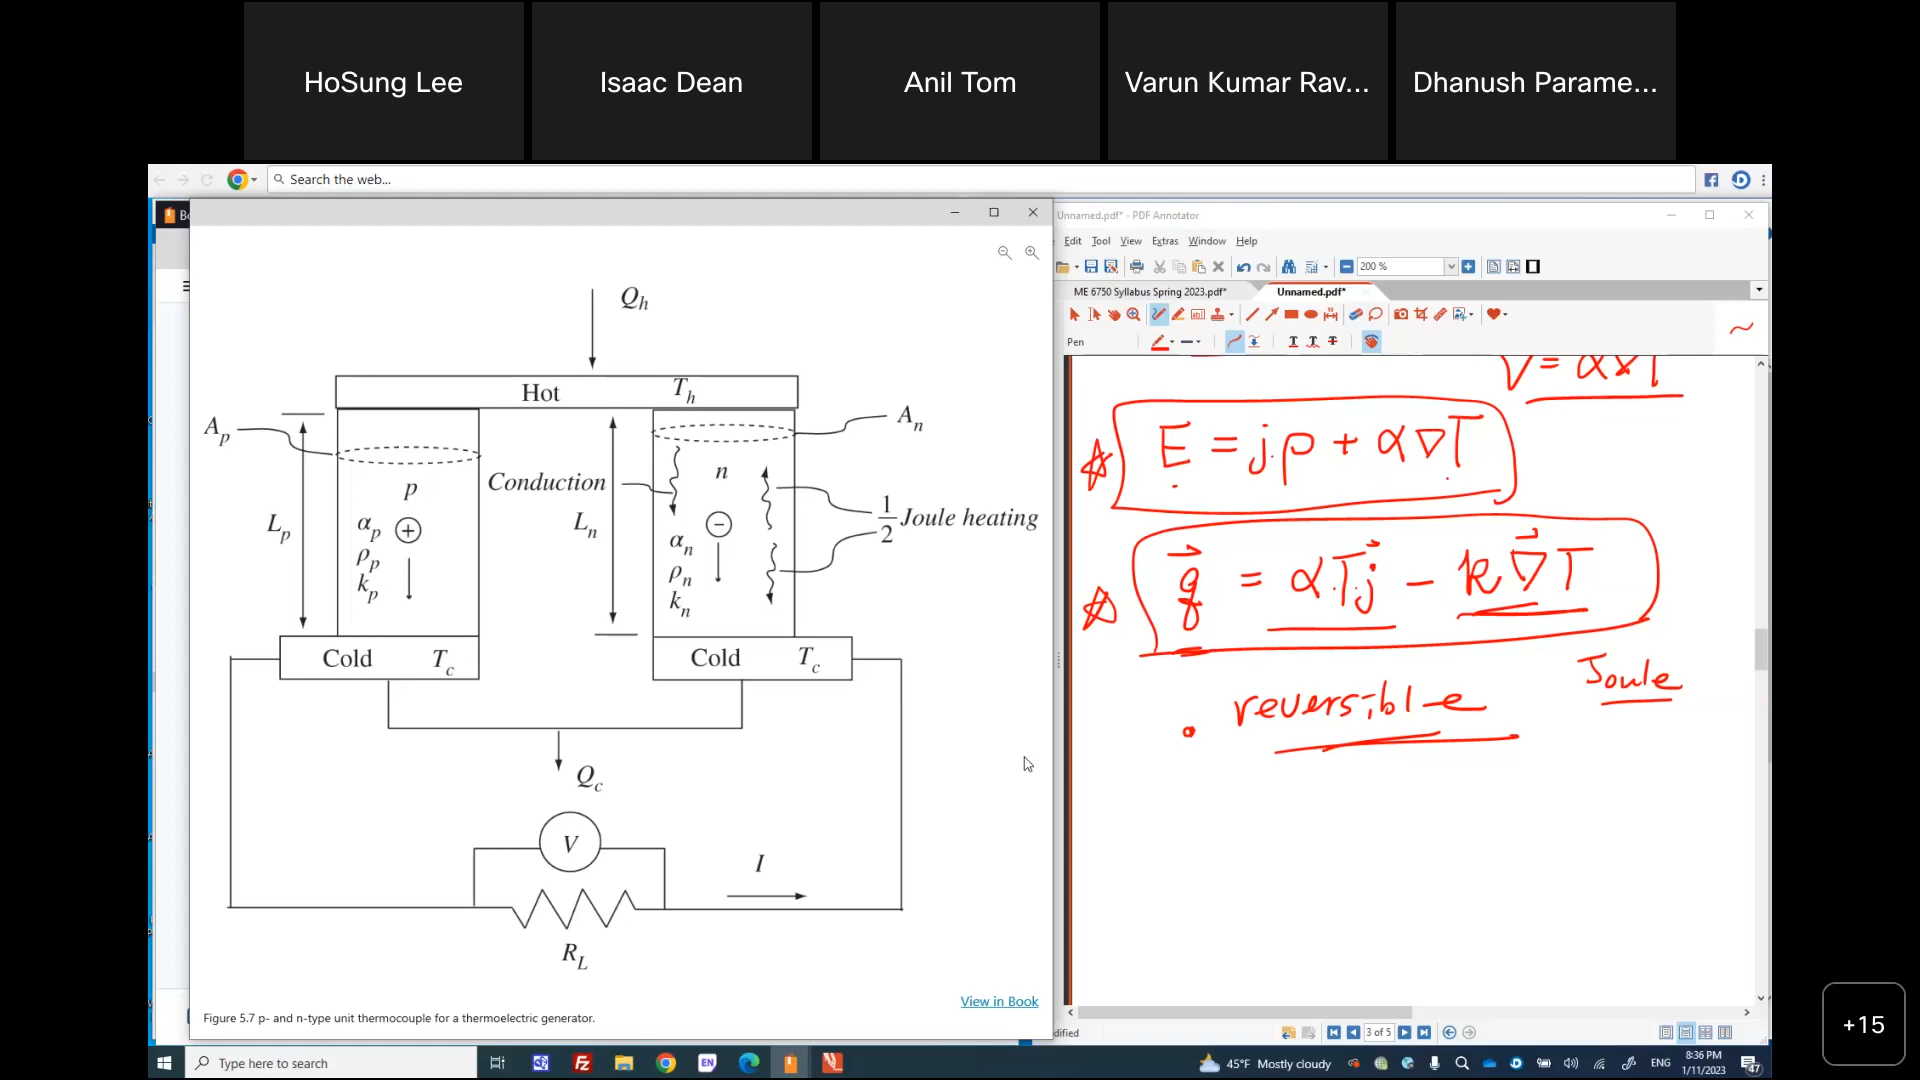 HoSung Lee
Isaac Dean
Anil Tom
Varun Kumar Rav...
Dhanush Parame...
Search the web...
Unnamed.pdf* - PDF Annotator
Edit Tool View Extras Window Help
200 %
ME 6750 Syllabus Spring 2023.pdf*
Unnamed.pdf*
Pen
Qh
Hot Th
Ap
An
p
Conduction
n
Lp
αp +
ρp
kp
Ln
αn −
ρn
kn
1/2 Joule heating
Cold Tc
Cold Tc
Qc
V
I
RL
View in Book
Figure 5.7 p- and n-type unit thermocouple for a thermoelectric generator.
V = α∇T
E = j.ρ + α∇T
q = αTj − k∇T
Joule
reversible
3 of 5
dified
Type here to search
EN
45°F Mostly cloudy
ENG
8:36 PM
1/11/2023
47
+15